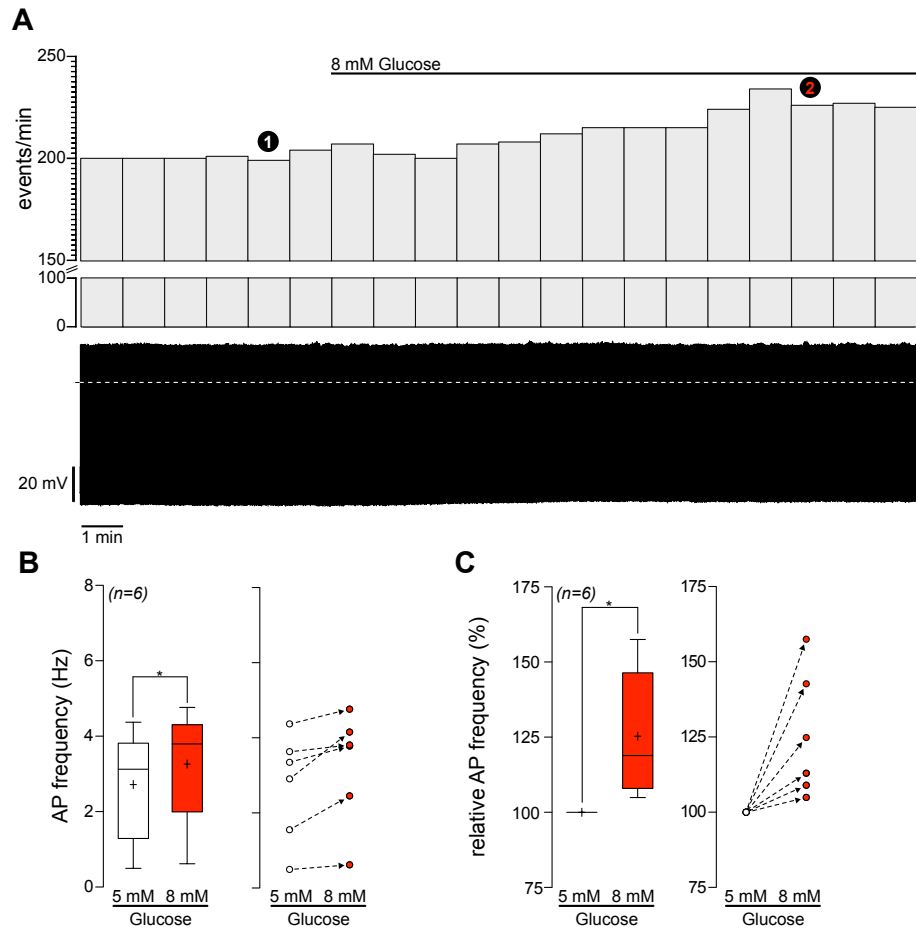 A
8 mM Glucose
250
200
150
100
0
events/min
1
2
20 mV
1 min
B
(n=6)
*
8
6
4
2
0
AP frequency (Hz)
5 mM 8 mM
Glucose
5 mM 8 mM
Glucose
C
175
150
125
100
75
relative AP frequency (%)
(n=6)
*
5 mM 8 mM
Glucose
175
150
125
100
75
5 mM 8 mM
Glucose